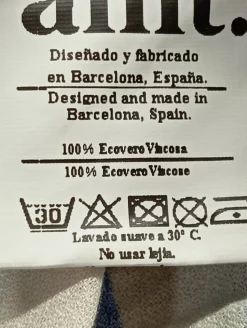 Diseñado y fabricado
en Barcelona, España.
Designed and made in
Barcelona, Spain.
100% Ecovero Viscosa
100% Ecovero Viscose
30
Lavado suave a 30º C.
No usar lejía.